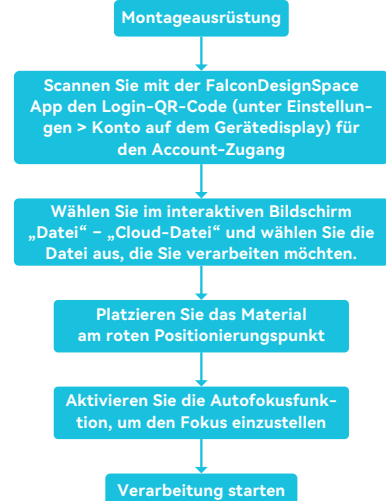 Montageausrüstung
Scannen Sie mit der FalconDesignSpace
App den Login-QR-Code (unter Einstellun-
gen > Konto auf dem Gerätedisplay) für
den Account-Zugang
Wählen Sie im interaktiven Bildschirm
„Datei“ – „Cloud-Datei“ und wählen Sie die
Datei aus, die Sie verarbeiten möchten.
Platzieren Sie das Material
am roten Positionierungspunkt
Aktivieren Sie die Autofokusfunk-
tion, um den Fokus einzustellen
Verarbeitung starten